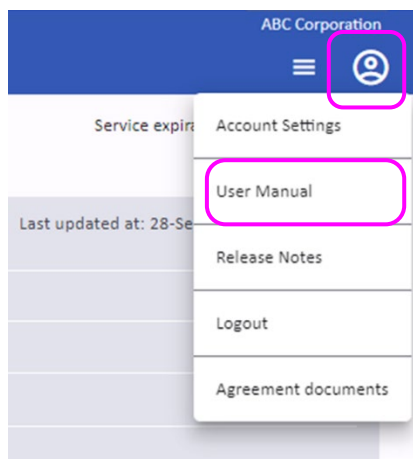 ABC Corporation
Service expira
Account Settings
User Manual
Last updated at: 28-Se
Release Notes
Logout
Agreement documents